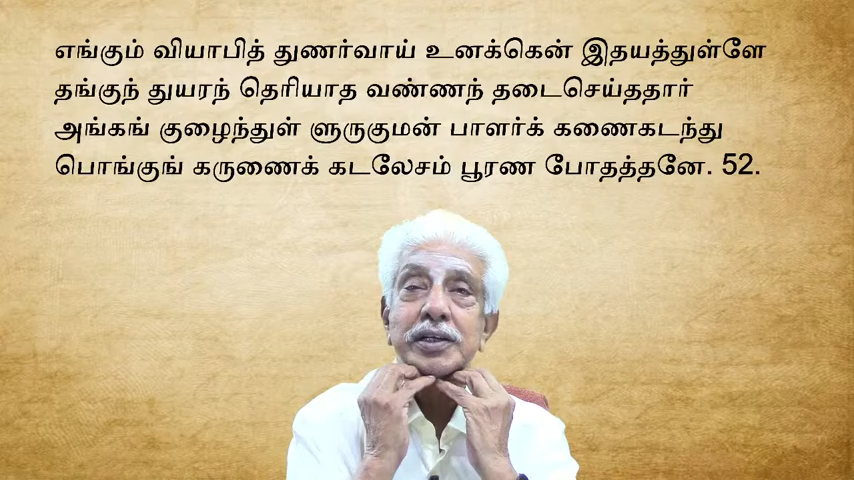 எங்கும் வியாபித் துணர்வாய் உனக்கென் இதயத்துள்ளே
தங்குந் துயரந் தெரியாத வண்ணந் தடைசெய்ததார்
அங்கங் குழைந்துள் ளுருகுமன் பாளர்க் கணைகடந்து
பொங்குங் கருணைக் கடலேசம் பூரண போதத்தனே. 52.